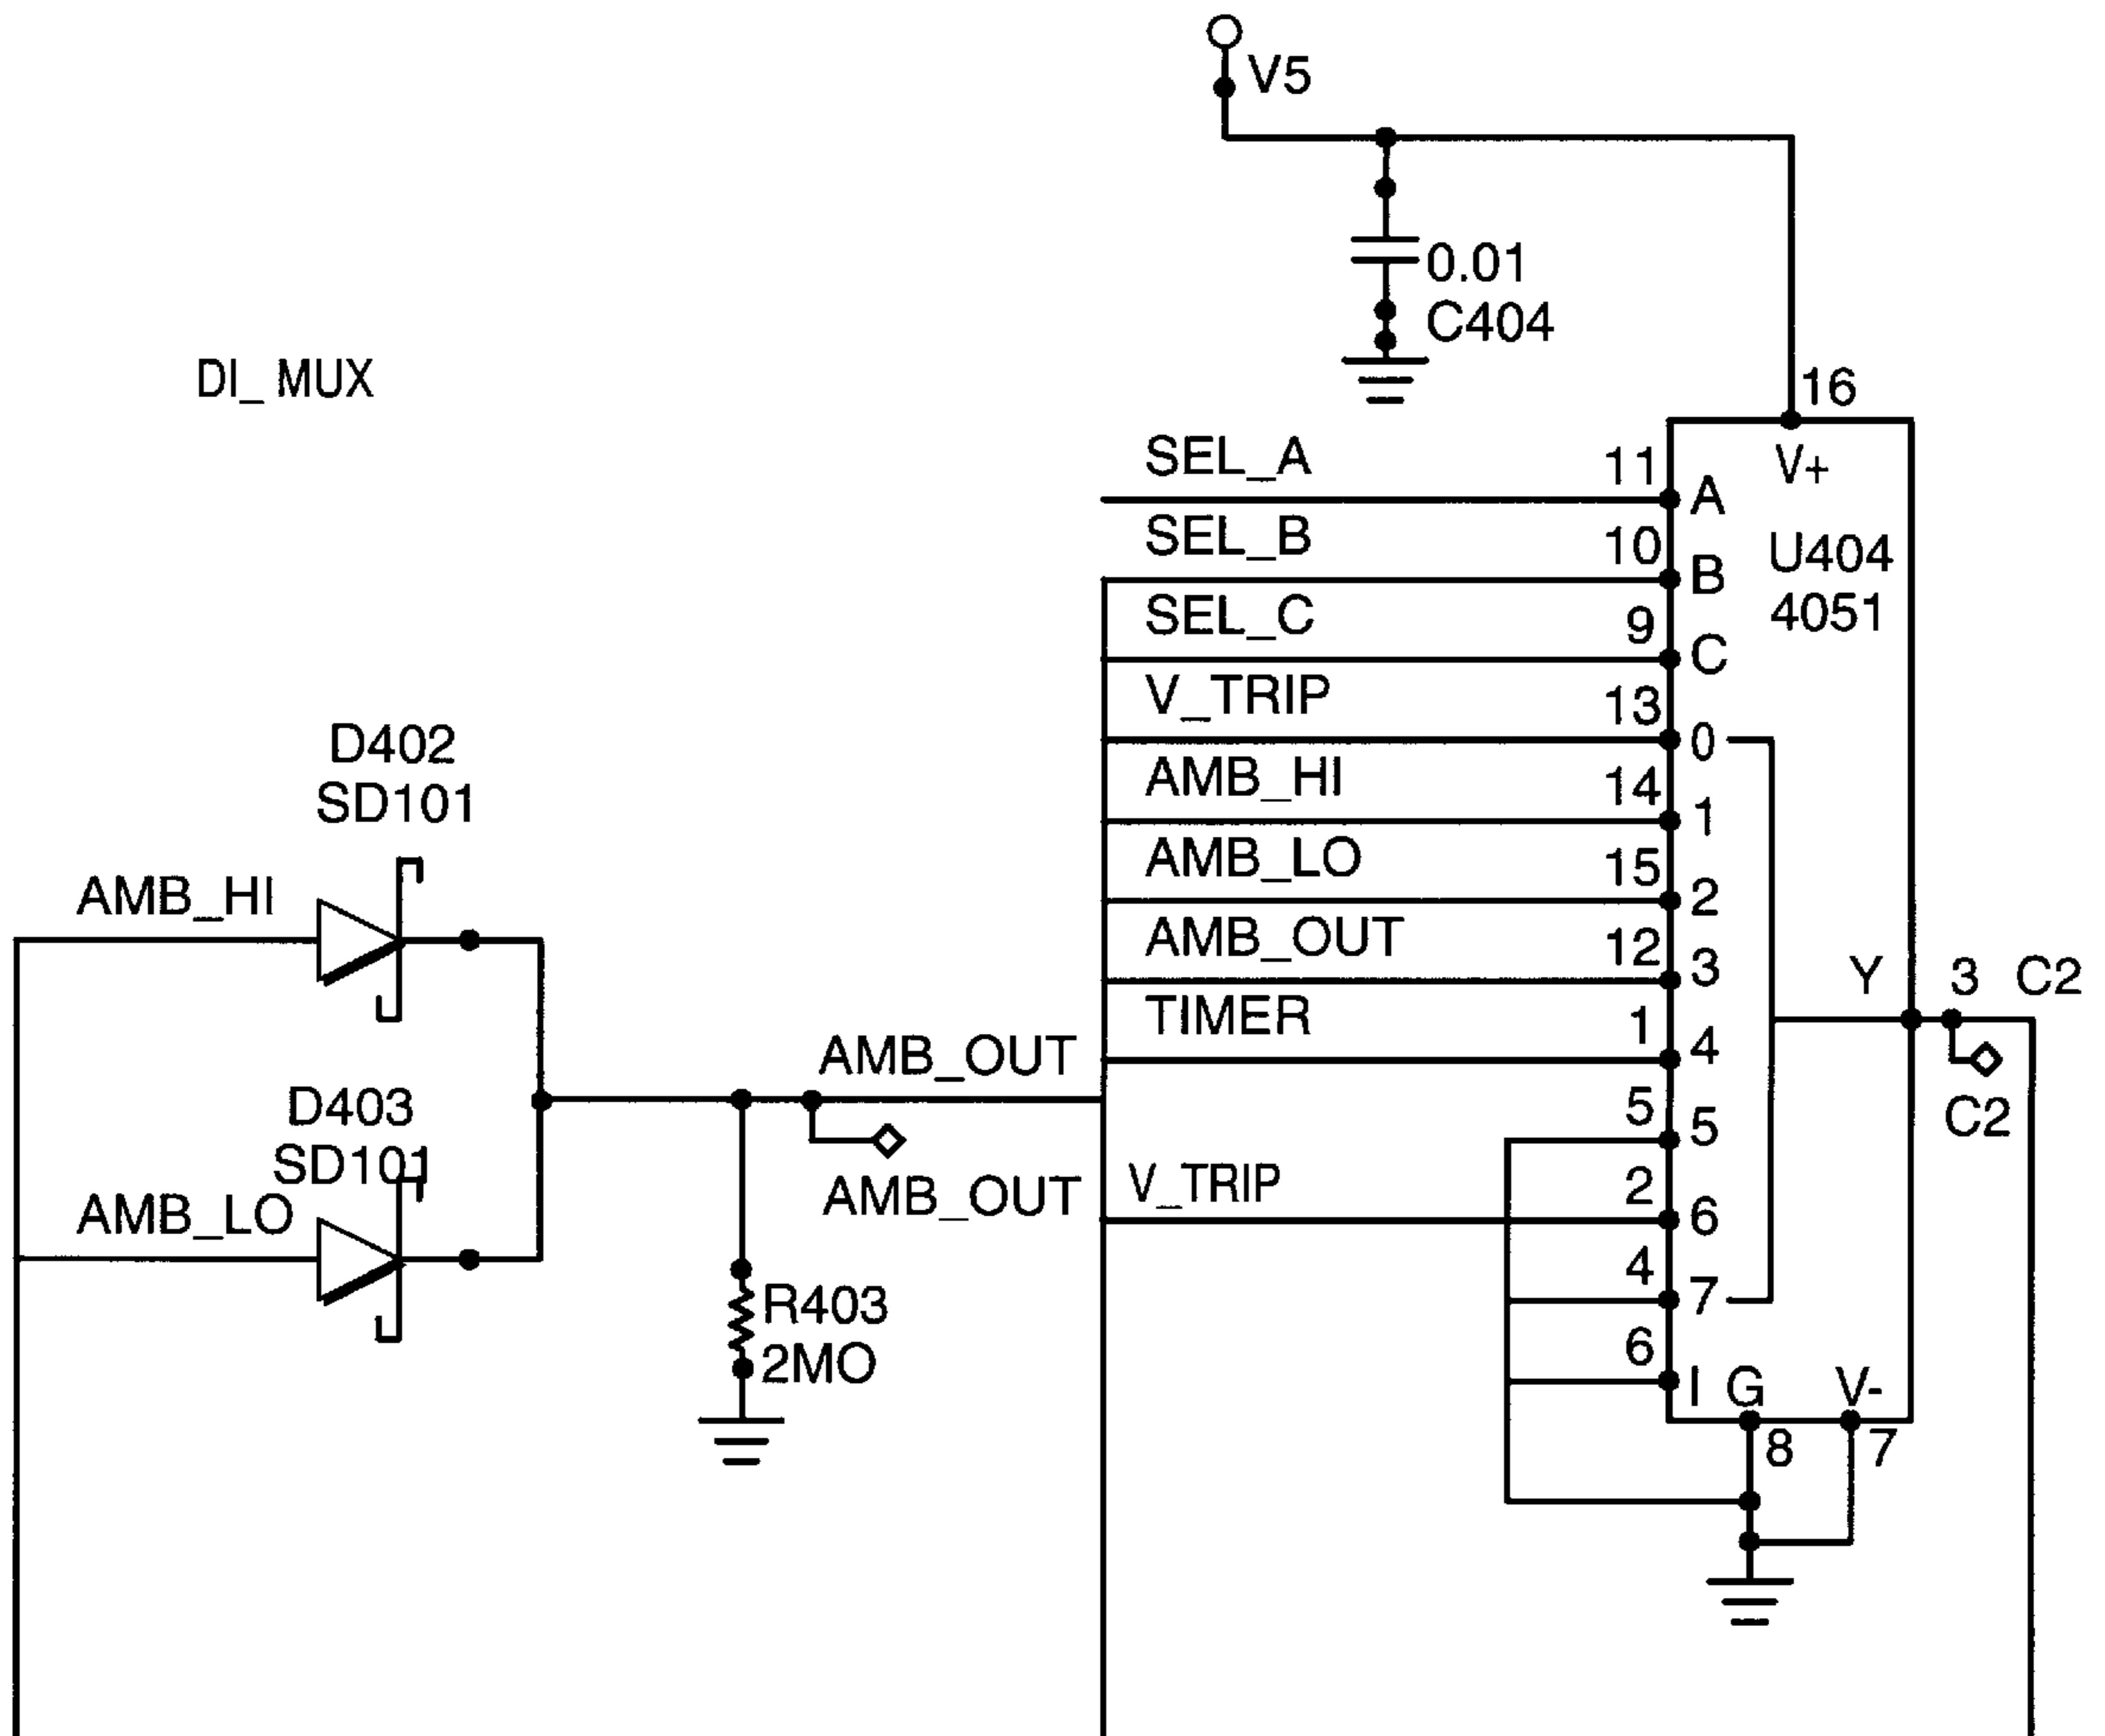 V5
0.01
C404
DI_ MUX
16
V+
SEL_A
11
A
SEL_B
10
B
U404
4051
SEL_C
9
C
V_TRIP
13
0
AMB_HI
14
1
AMB_LO
15
2
AMB_OUT
12
3
TIMER
1
4
5
5
V_TRIP
2
6
4
7
6
I
G
V-
8
7
Y
3
C2
C2
D402
SD101
AMB_HI
D403
SD101
AMB_LO
AMB_OUT
AMB_OUT
R403
2MO